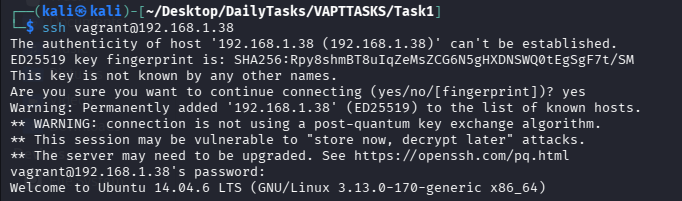 ┌──(kali㉿kali)-[~/Desktop/DailyTasks/VAPTTASKS/Task1]
└─$ ssh vagrant@192.168.1.38
The authenticity of host '192.168.1.38 (192.168.1.38)' can't be established.
ED25519 key fingerprint is: SHA256:Rpy8shmBT8uIqZeMsZCG6N5gHXDNSWQ0tEgSgF7t/SM
This key is not known by any other names.
Are you sure you want to continue connecting (yes/no/[fingerprint])? yes
Warning: Permanently added '192.168.1.38' (ED25519) to the list of known hosts.
** WARNING: connection is not using a post-quantum key exchange algorithm.
** This session may be vulnerable to "store now, decrypt later" attacks.
** The server may need to be upgraded. See https://openssh.com/pq.html
vagrant@192.168.1.38's password:
Welcome to Ubuntu 14.04.6 LTS (GNU/Linux 3.13.0-170-generic x86_64)